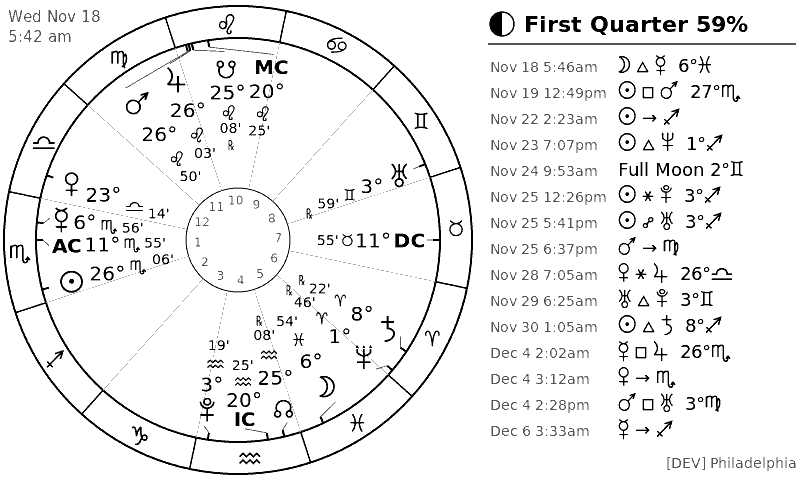 Wed Nov 18
5:42 am
♌
♋
♊
♉
♈
♓
♒
♑
♐
♏
♎
♍
MC
20°
♌
25'
☋
25°
♌
08'
℞
♃
26°
♌
03'
♂
26°
♌
50'
♀ 23° ♎ 14'
☿ 6° ♏ 56'
AC 11° ♏ 55'
☉ 26° ♏ 06'
♅ 3° ♊ 59' ℞
55' ♉ 11° DC
♄ 8° ♈ 22' ℞
♆ 1° ♈ 46' ℞
☽ 6° ♓ 54'
☊ 25° ♒ 08' ℞
IC 20° ♒ 25'
♇ 3° ♒ 19'
1
2
3
4
5
6
7
8
9
10
11
12
First Quarter 59%
Nov 18 5:46am ☽ △ ☿ 6°♓
Nov 19 12:49pm ☉ □ ♂ 27°♏
Nov 22 2:23am ☉ → ♐
Nov 23 7:07pm ☉ △ ♆ 1°♐
Nov 24 9:53am Full Moon 2°♊
Nov 25 12:26pm ☉ ⚹ ♇ 3°♐
Nov 25 5:41pm ☉ ☍ ♅ 3°♐
Nov 25 6:37pm ♂ → ♍
Nov 28 7:05am ♀ ⚹ ♃ 26°♎
Nov 29 6:25am ♅ △ ♇ 3°♊
Nov 30 1:05am ☉ △ ♄ 8°♐
Dec 4 2:02am ☿ □ ♃ 26°♏
Dec 4 3:12am ♀ → ♏
Dec 4 2:28pm ♂ □ ♅ 3°♍
Dec 6 3:33am ☿ → ♐
[DEV] Philadelphia